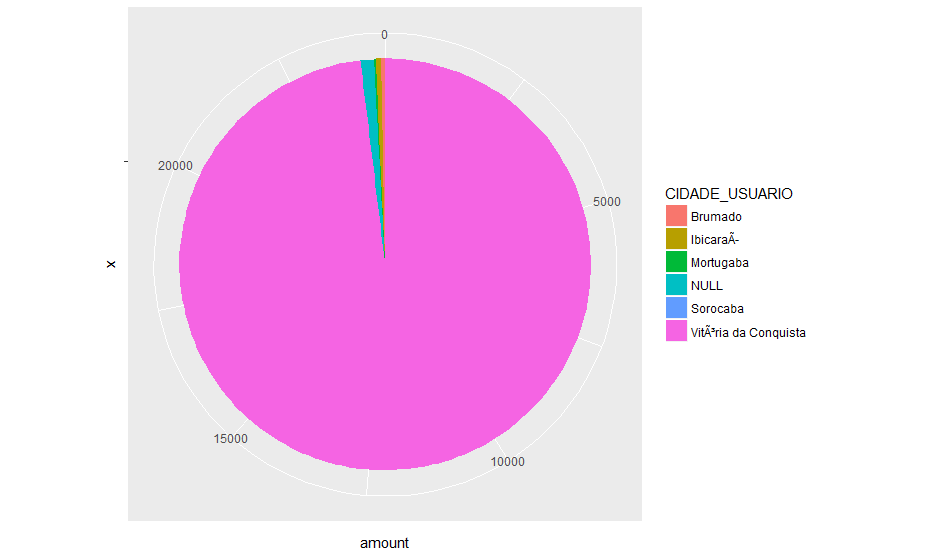 0
5000
10000
15000
20000
x
amount
CIDADE_USUARIO
Brumado
IbicaraÃ-
Mortugaba
NULL
Sorocaba
VitÃ³ria da Conquista